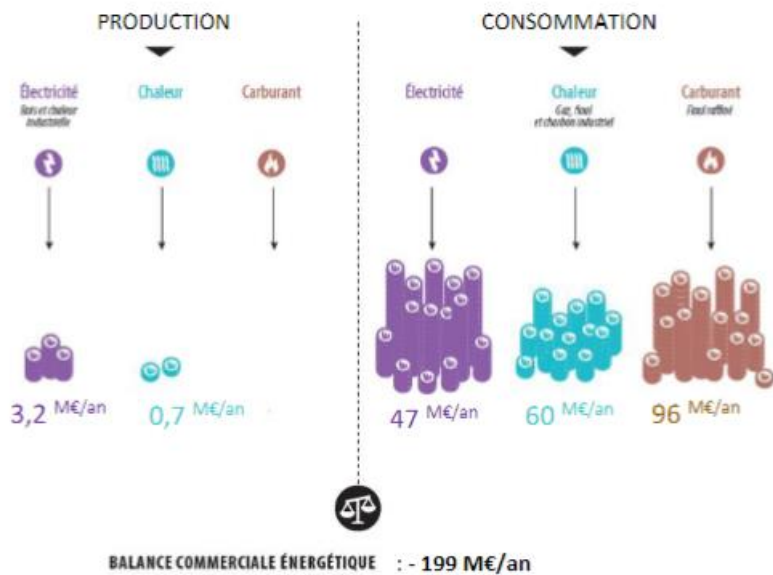 PRODUCTION
Électricité
Bois et chaleur
industrielle
Chaleur
Carburant
3,2 M€/an
0,7 M€/an
CONSOMMATION
Électricité
Chaleur
Gaz, fioul
et charbon industriel
Carburant
Fioul raffiné
47 M€/an
60 M€/an
96 M€/an
BALANCE COMMERCIALE ÉNERGÉTIQUE : - 199 M€/an